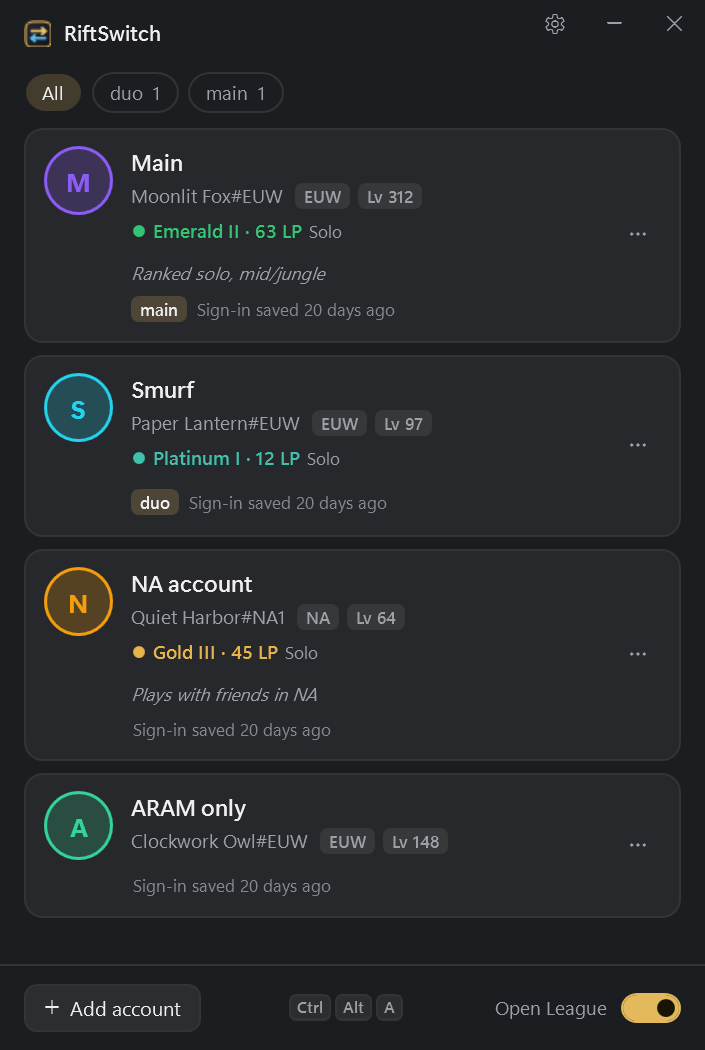 RiftSwitch
All duo 1 main 1
M
Main
Moonlit Fox#EUW EUW Lv 312
Emerald II · 63 LP Solo
Ranked solo, mid/jungle
main Sign-in saved 20 days ago
S
Smurf
Paper Lantern#EUW EUW Lv 97
Platinum I · 12 LP Solo
duo Sign-in saved 20 days ago
N
NA account
Quiet Harbor#NA1 NA Lv 64
Gold III · 45 LP Solo
Plays with friends in NA
Sign-in saved 20 days ago
A
ARAM only
Clockwork Owl#EUW EUW Lv 148
Sign-in saved 20 days ago
+ Add account Ctrl Alt A Open League